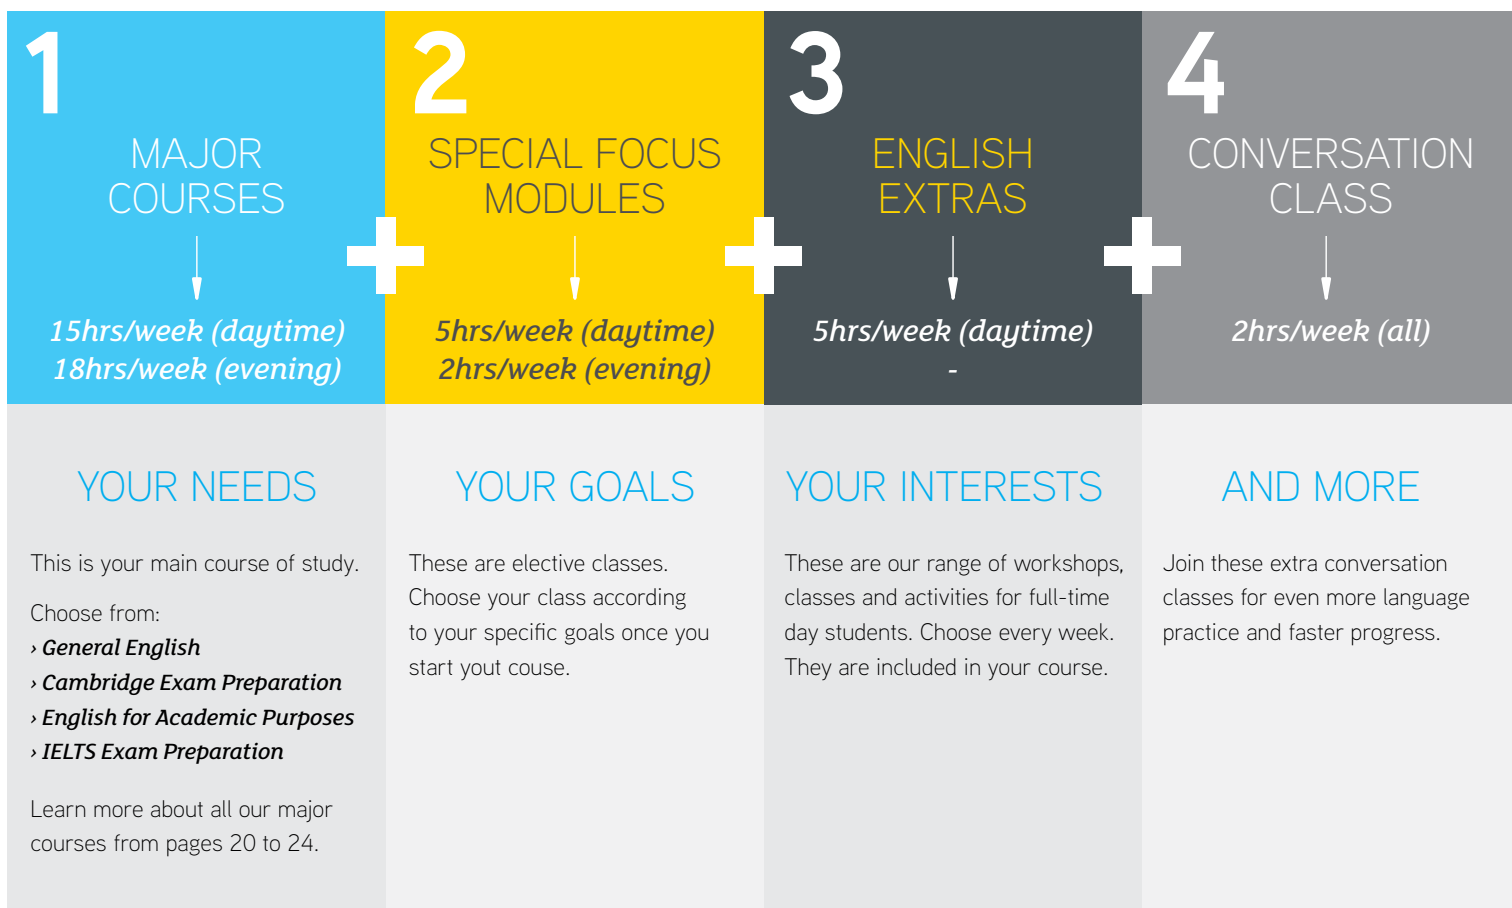 1
MAJOR
COURSES
15hrs/week (daytime)
18hrs/week (evening)
YOUR NEEDS
This is your main course of study.
Choose from:
› General English
› Cambridge Exam Preparation
› English for Academic Purposes
› IELTS Exam Preparation
Learn more about all our major
courses from pages 20 to 24.
+
2
SPECIAL FOCUS
MODULES
5hrs/week (daytime)
2hrs/week (evening)
YOUR GOALS
These are elective classes.
Choose your class according
to your specific goals once you
start yout couse.
+
3
ENGLISH
EXTRAS
5hrs/week (daytime)
-
YOUR INTERESTS
These are our range of workshops,
classes and activities for full-time
day students. Choose every week.
They are included in your course.
+
4
CONVERSATION
CLASS
2hrs/week (all)
AND MORE
Join these extra conversation
classes for even more language
practice and faster progress.